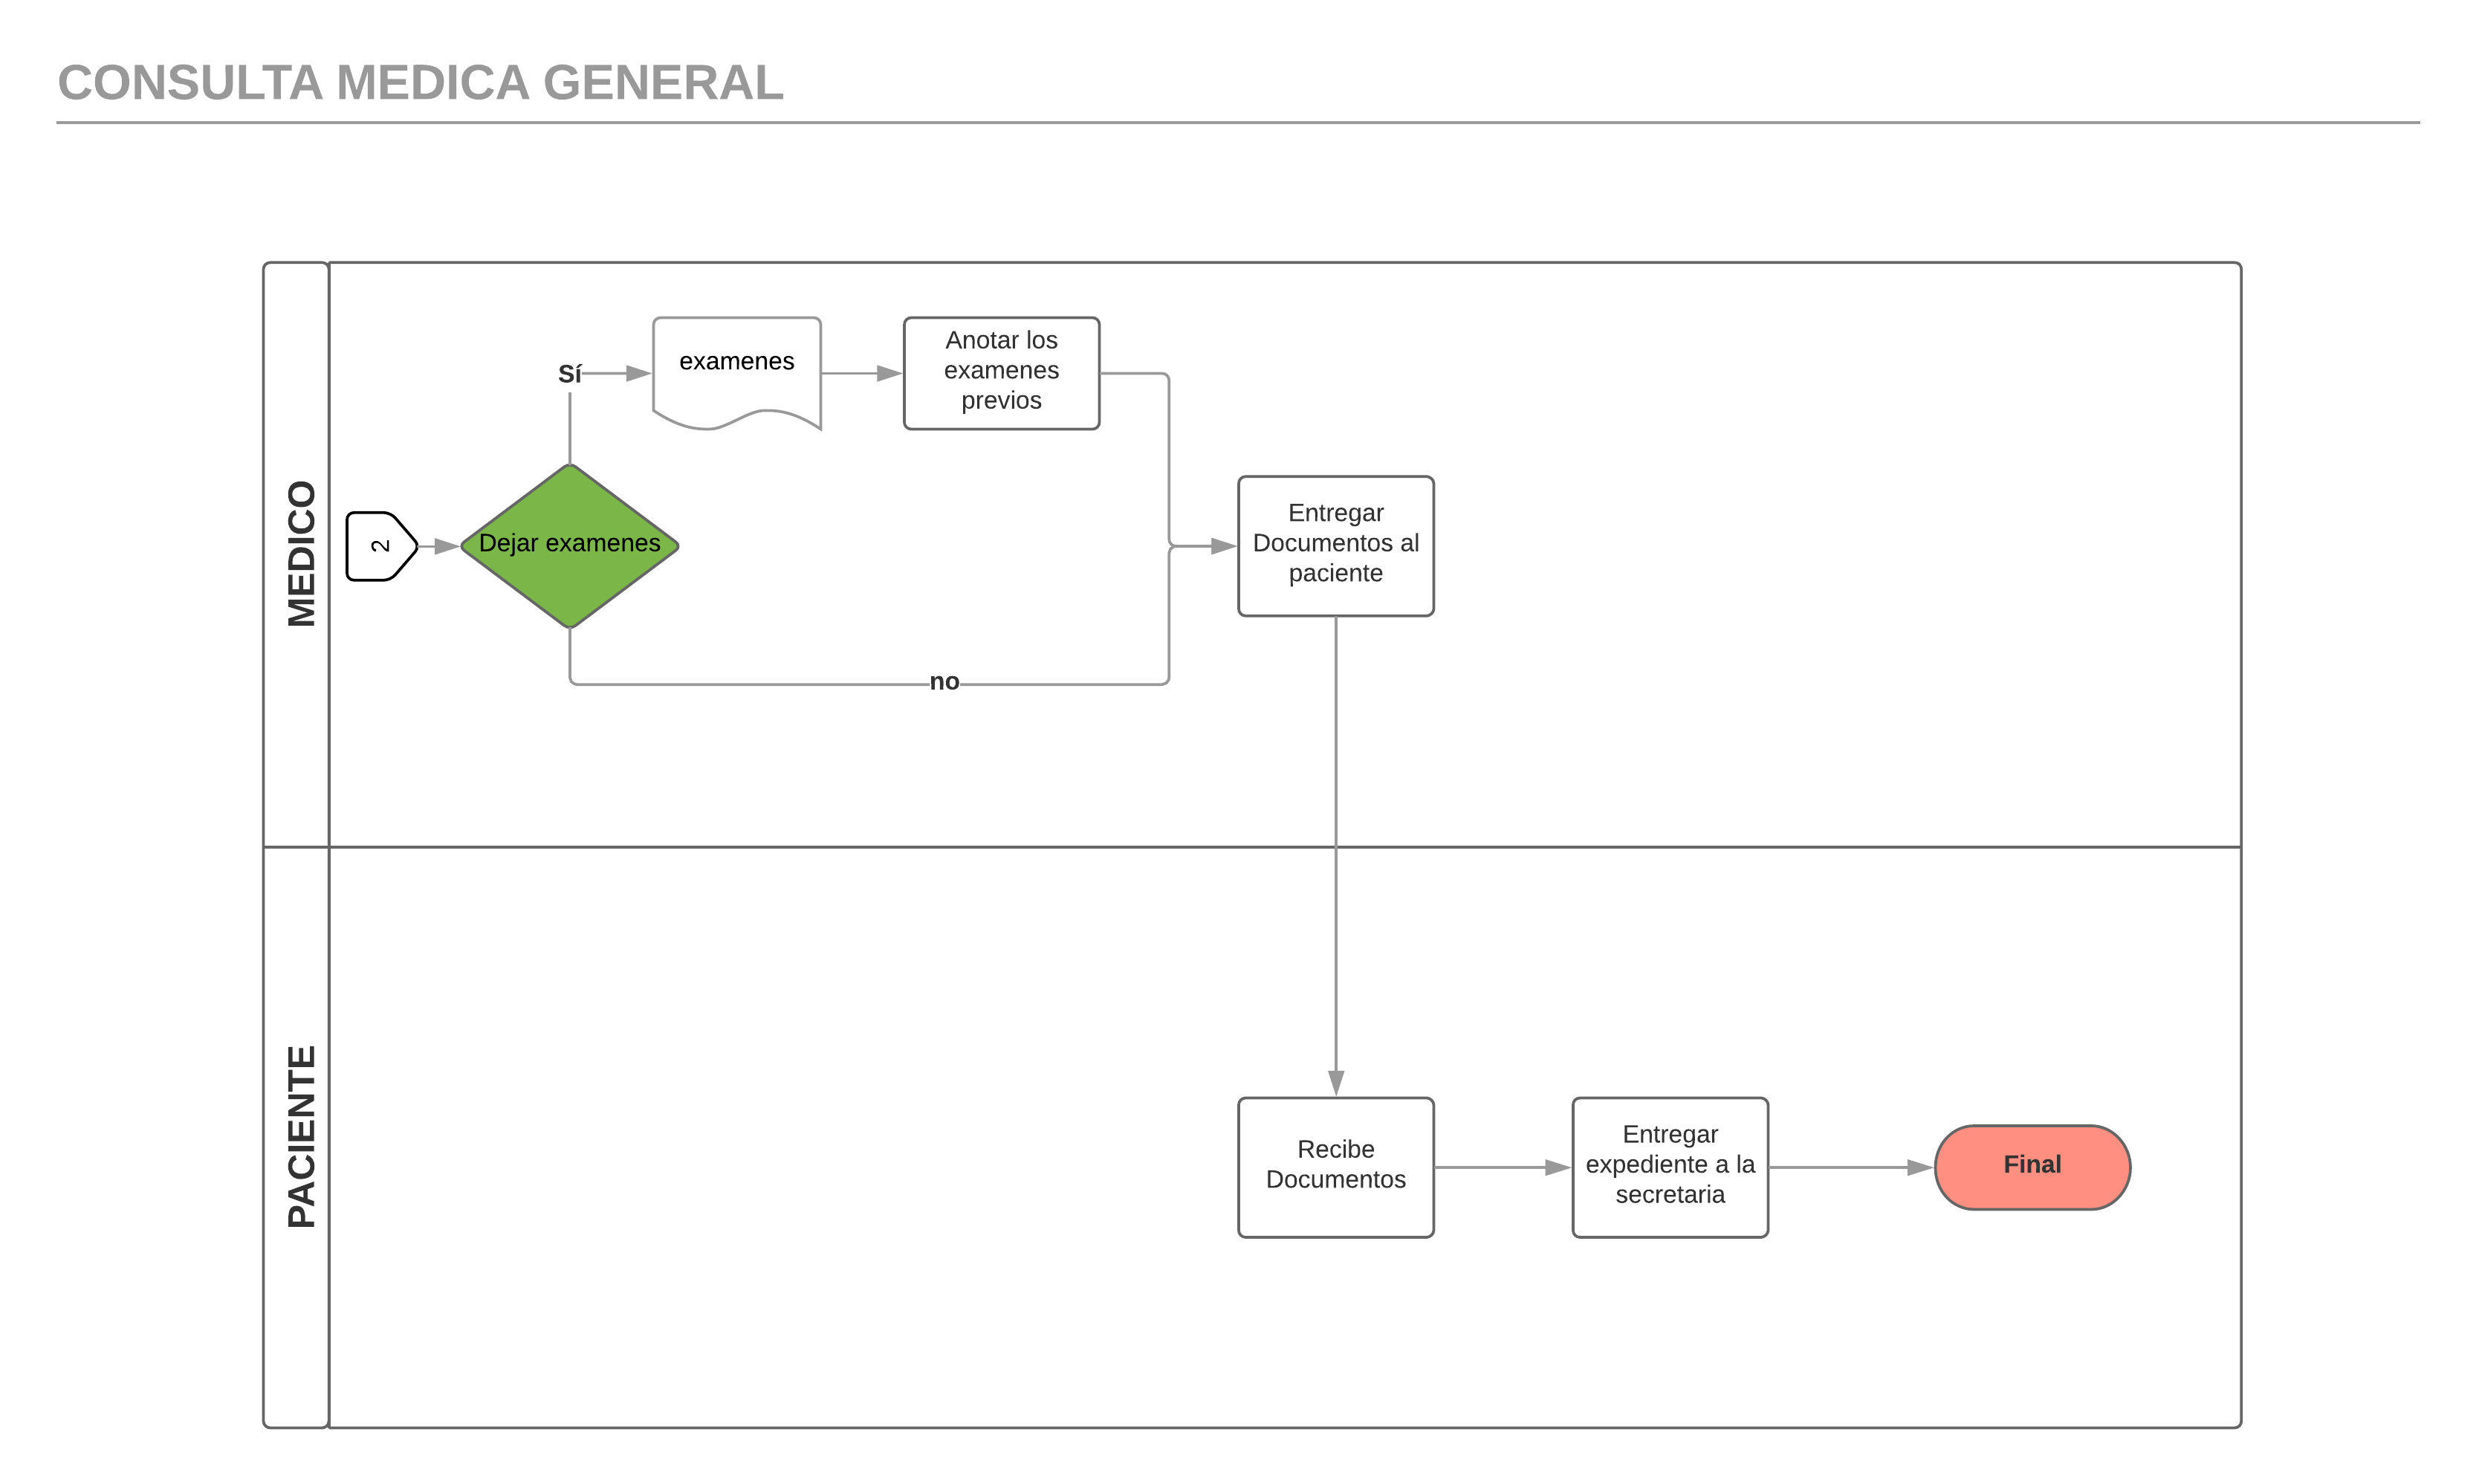 CONSULTA MEDICA GENERAL
MEDICO
Sí
examenes
Anotar los
examenes
previos
2
Dejar examenes
Entregar
Documentos al
paciente
no
PACIENTE
Recibe
Documentos
Entregar
expediente a la
secretaria
Final